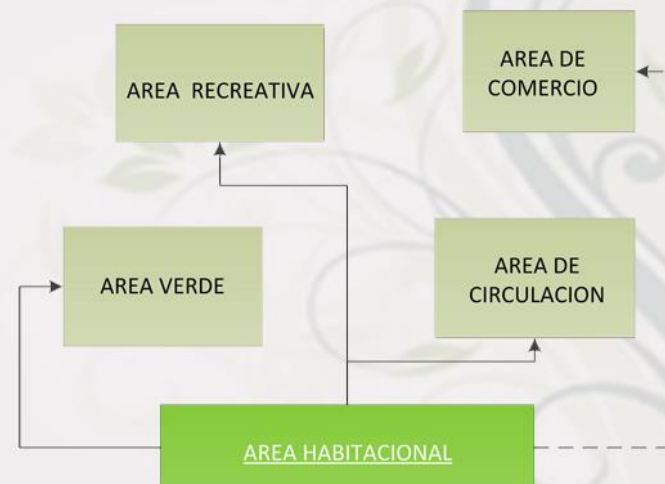 AREA RECREATIVA
AREA DE
COMERCIO
AREA VERDE
AREA DE
CIRCULACION
AREA HABITACIONAL